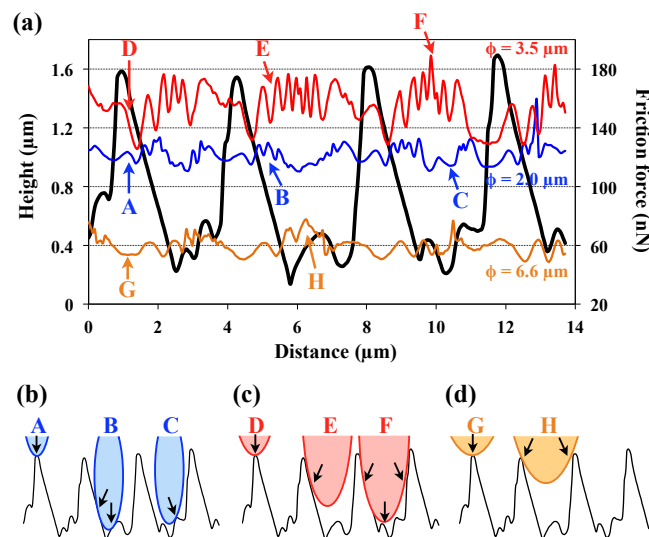 (a)
D
E
F
ϕ = 3.5 µm
1.6
1.2
0.8
0.4
0
Height (µm)
180
140
100
60
20
Friction force (nN)
ϕ = 2.0 µm
A
B
C
ϕ = 6.6 µm
G
H
0 2 4 6 8 10 12 14
Distance (µm)
(b) (c) (d)
A B C D E F G H